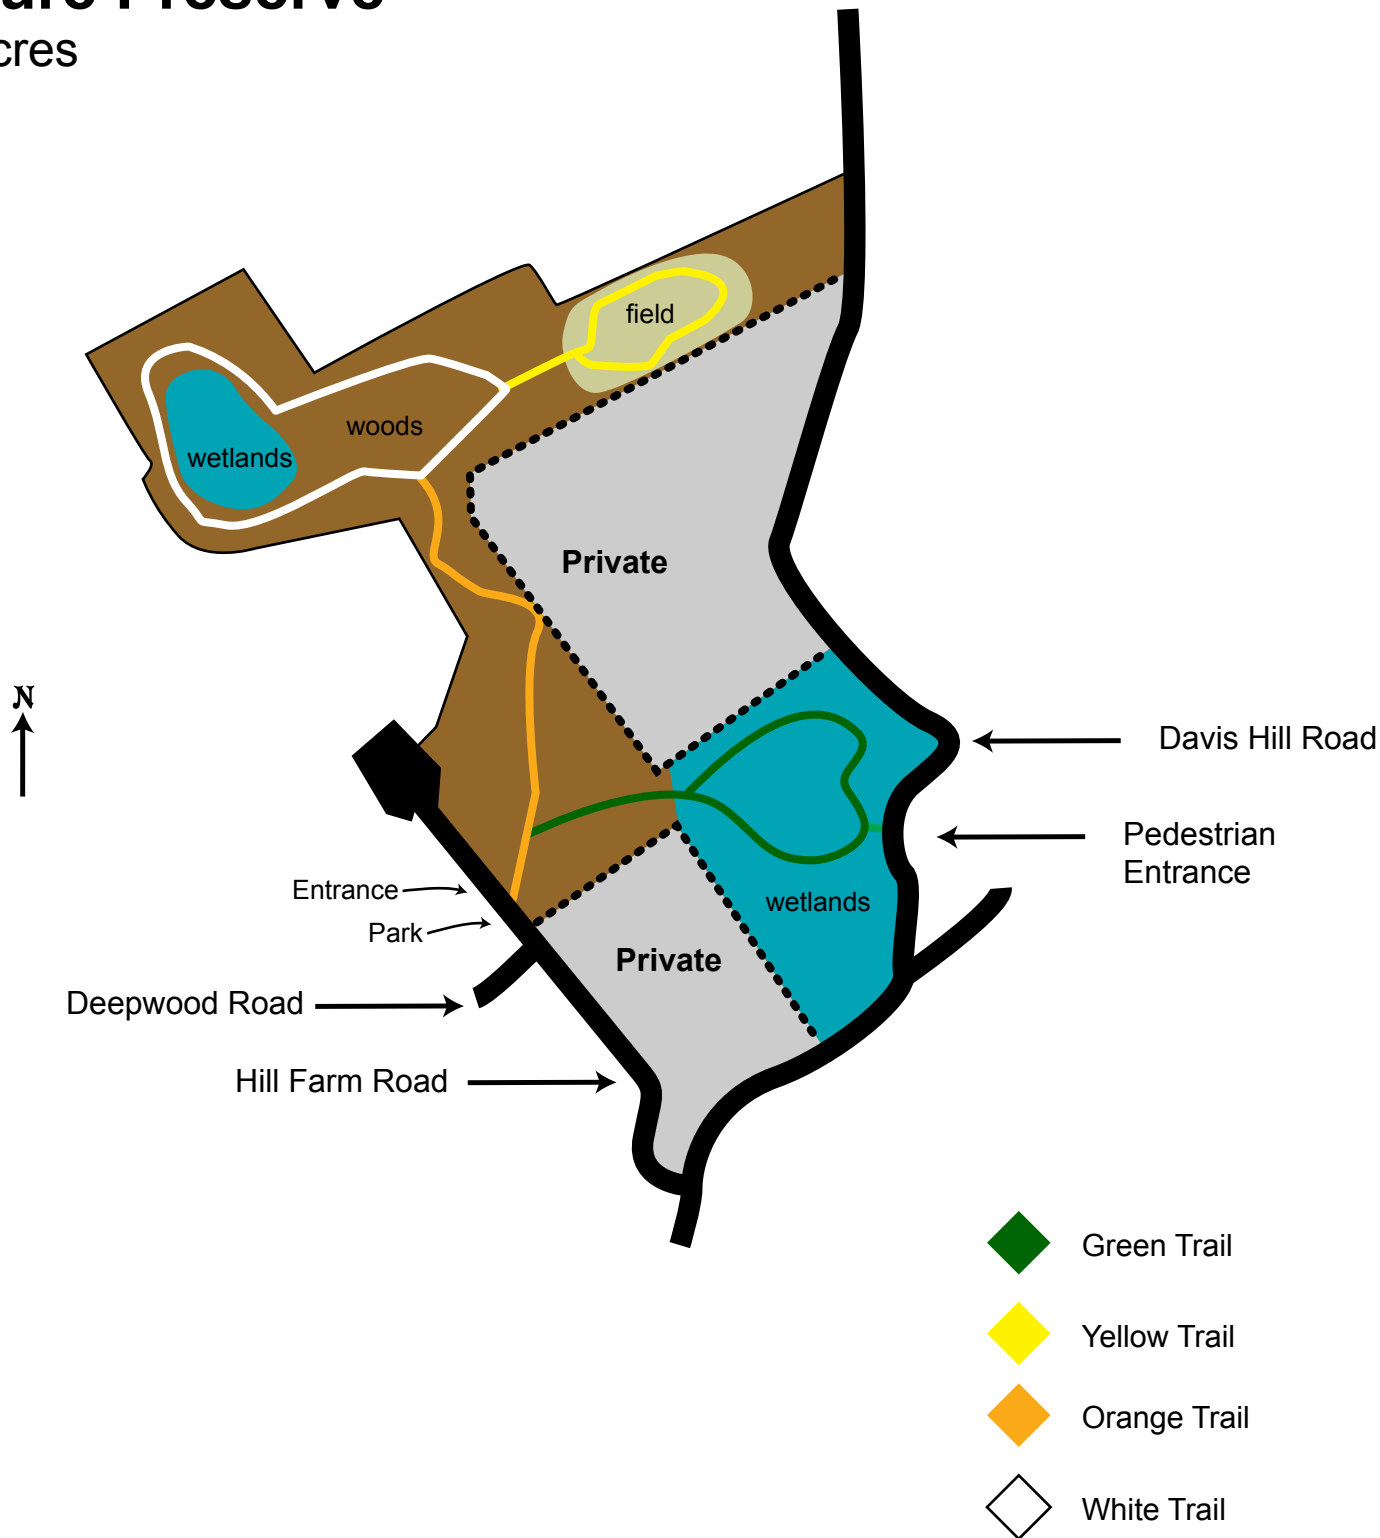 Preserve
field
woods
wetlands
Private
N
Davis Hill Road
Pedestrian
Entrance
Entrance
wetlands
Park
Private
Deepwood Road
Hill Farm Road
Green Trail
Yellow Trail
Orange Trail
White Trail